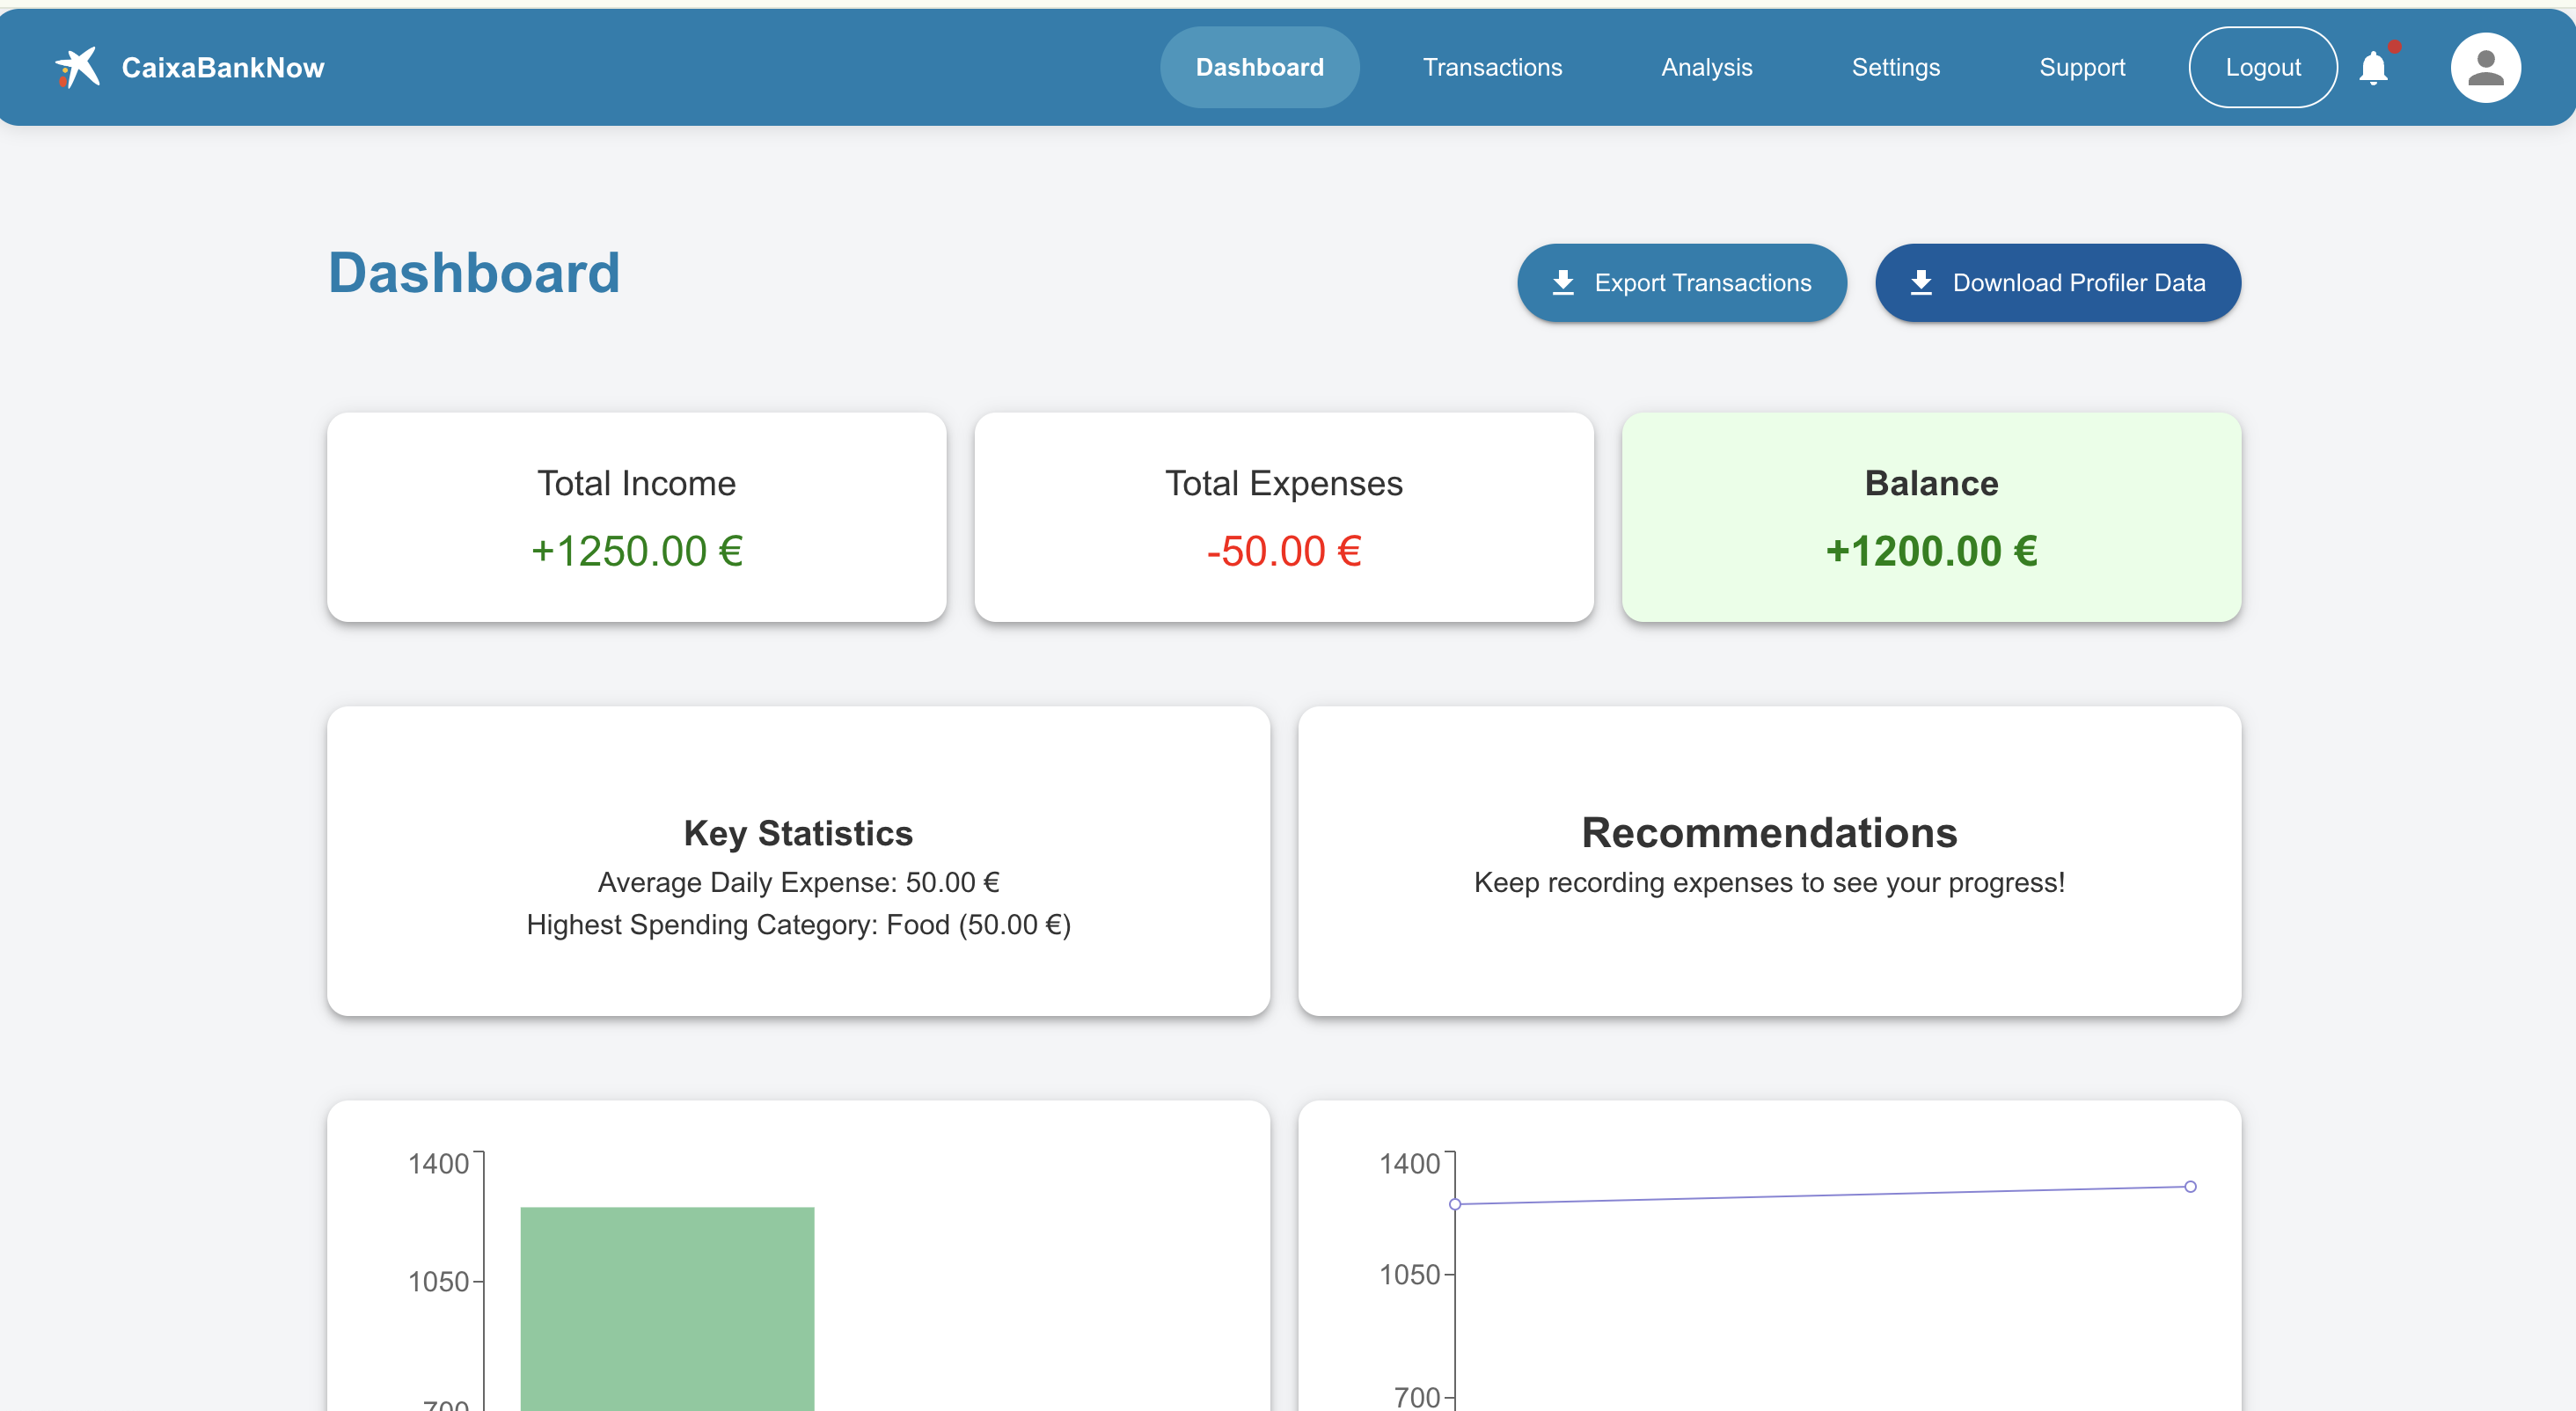 CaixaBankNow
Dashboard
Transactions
Analysis
Settings
Support
Logout
Dashboard
Export Transactions
Download Profiler Data
Total Income
+1250.00 €
Total Expenses
-50.00 €
Balance
+1200.00 €
Key Statistics
Average Daily Expense: 50.00 €
Highest Spending Category: Food (50.00 €)
Recommendations
Keep recording expenses to see your progress!
1400
1050
700
1400
1050
700